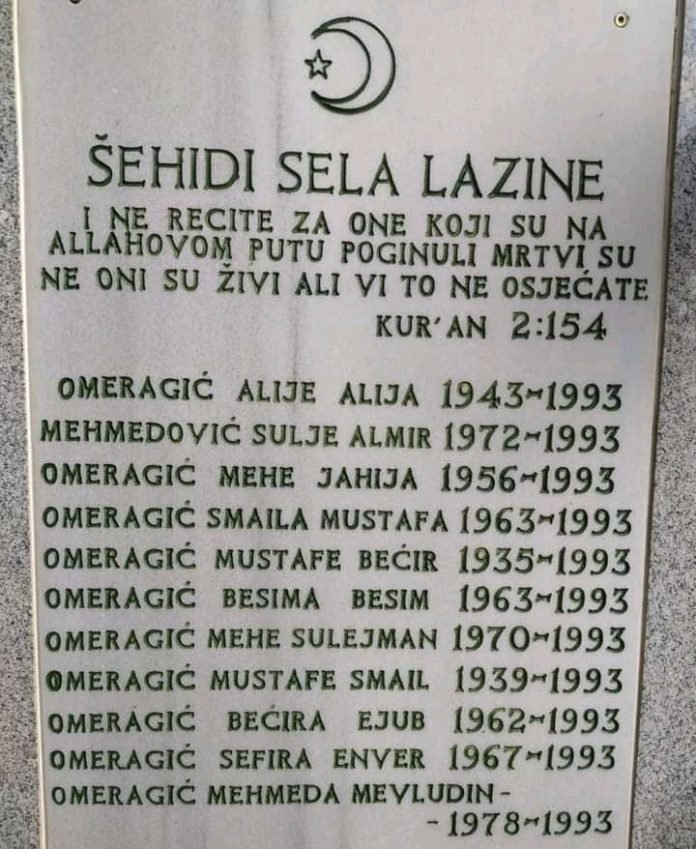 ŠEHIDI SELA LAZINE
I NE RECITE ZA ONE KOJI SU NA
ALLAHOVOM PUTU POGINULI MRTVI SU
NE ONI SU ŽIVI ALI VI TO NE OSJEĆATE
KUR'AN 2:154
OMERAGIĆ ALIJE ALIJA 1943-1993
MEHMEDOVIĆ SULJE ALMIR 1972-1993
OMERAGIĆ MEHE JAHIJA 1956-1993
OMERAGIĆ SMAILA MUSTAFA 1963-1993
OMERAGIĆ MUSTAFE BEĆIR 1935-1993
OMERAGIĆ BESIMA BESIM 1963-1993
OMERAGIĆ MEHE SULEJMAN 1970-1993
OMERAGIĆ MUSTAFE SMAIL 1939-1993
OMERAGIĆ BEĆIRA EJUB 1962-1993
OMERAGIĆ SEFIRA ENVER 1967-1993
OMERAGIĆ MEHMEDA MEVLUDIN-
-1978-1993